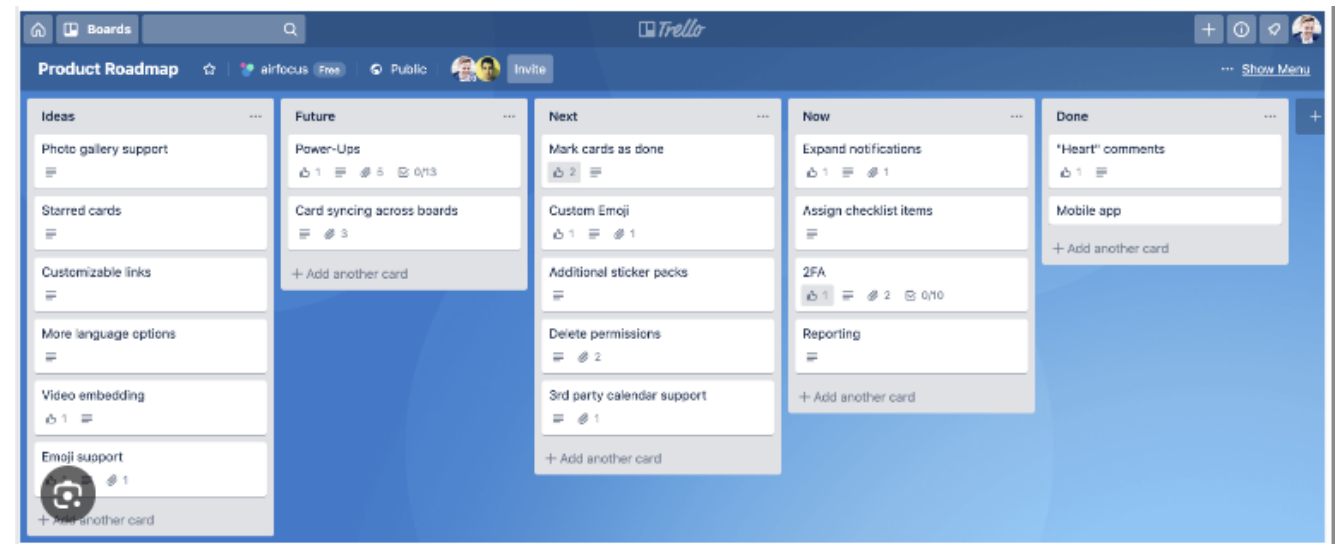 Boards
Trello
Product Roadmap airfocus Free Public Invite
... Show Menu
Ideas
Photo gallery support
Starred cards
Customizable links
More language options
Video embedding
1
Emoji support
1
+ Add another card
Future
Power-Ups
1 5 0/13
Card syncing across boards
3
+ Add another card
Next
Mark cards as done
2
Custom Emoji
1 1
Additional sticker packs
Delete permissions
2
3rd party calendar support
1
+ Add another card
Now
Expand notifications
1 1
Assign checklist items
2FA
1 2 0/10
Reporting
+ Add another card
Done
"Heart" comments
1
Mobile app
+ Add another card